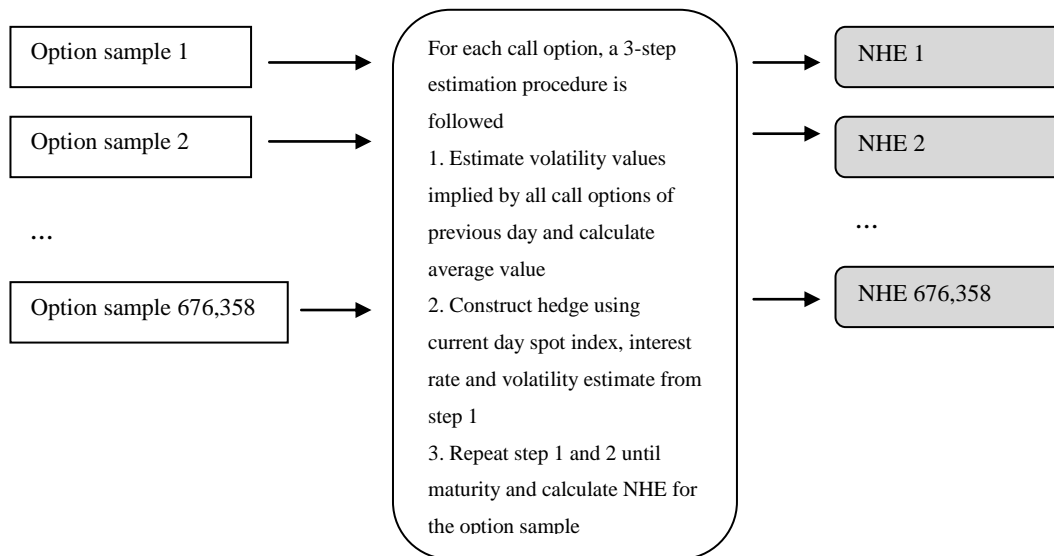 Option sample 1
Option sample 2
...
Option sample 676,358
For each call option, a 3-step
estimation procedure is
followed
1. Estimate volatility values
implied by all call options of
previous day and calculate
average value
2. Construct hedge using
current day spot index, interest
rate and volatility estimate from
step 1
3. Repeat step 1 and 2 until
maturity and calculate NHE for
the option sample
NHE 1
NHE 2
...
NHE 676,358